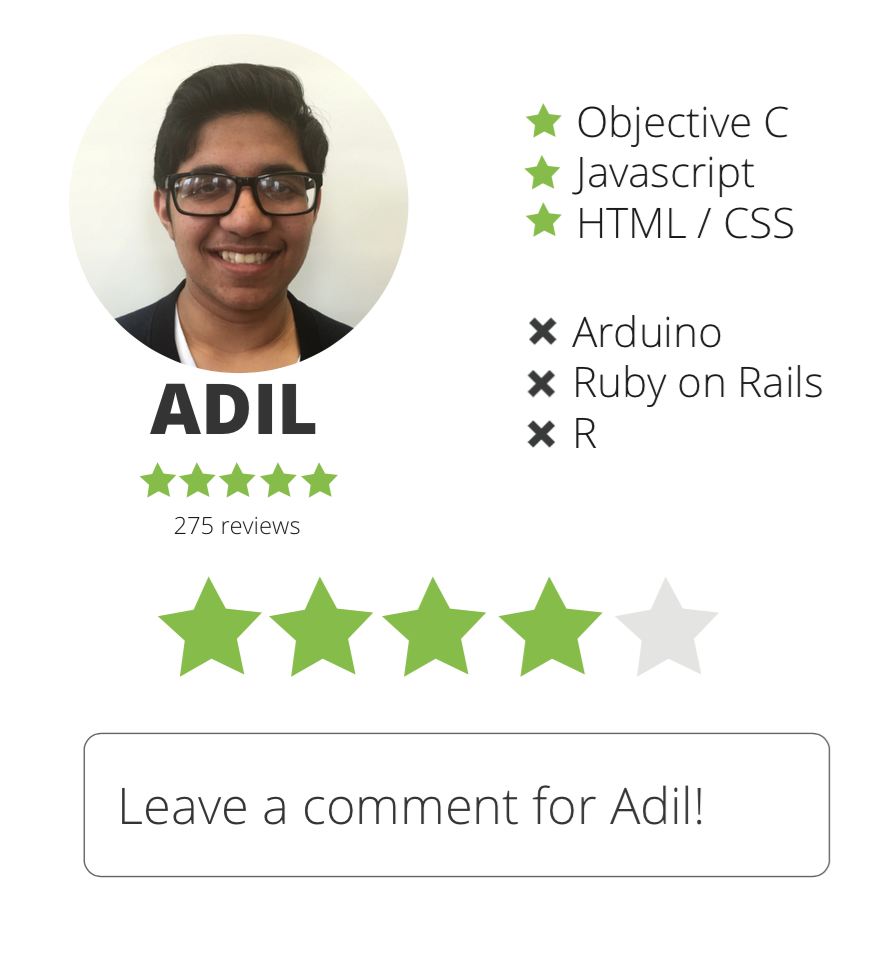 ADIL
275 reviews
Objective C
Javascript
HTML / CSS
Arduino
Ruby on Rails
R
Leave a comment for Adil!